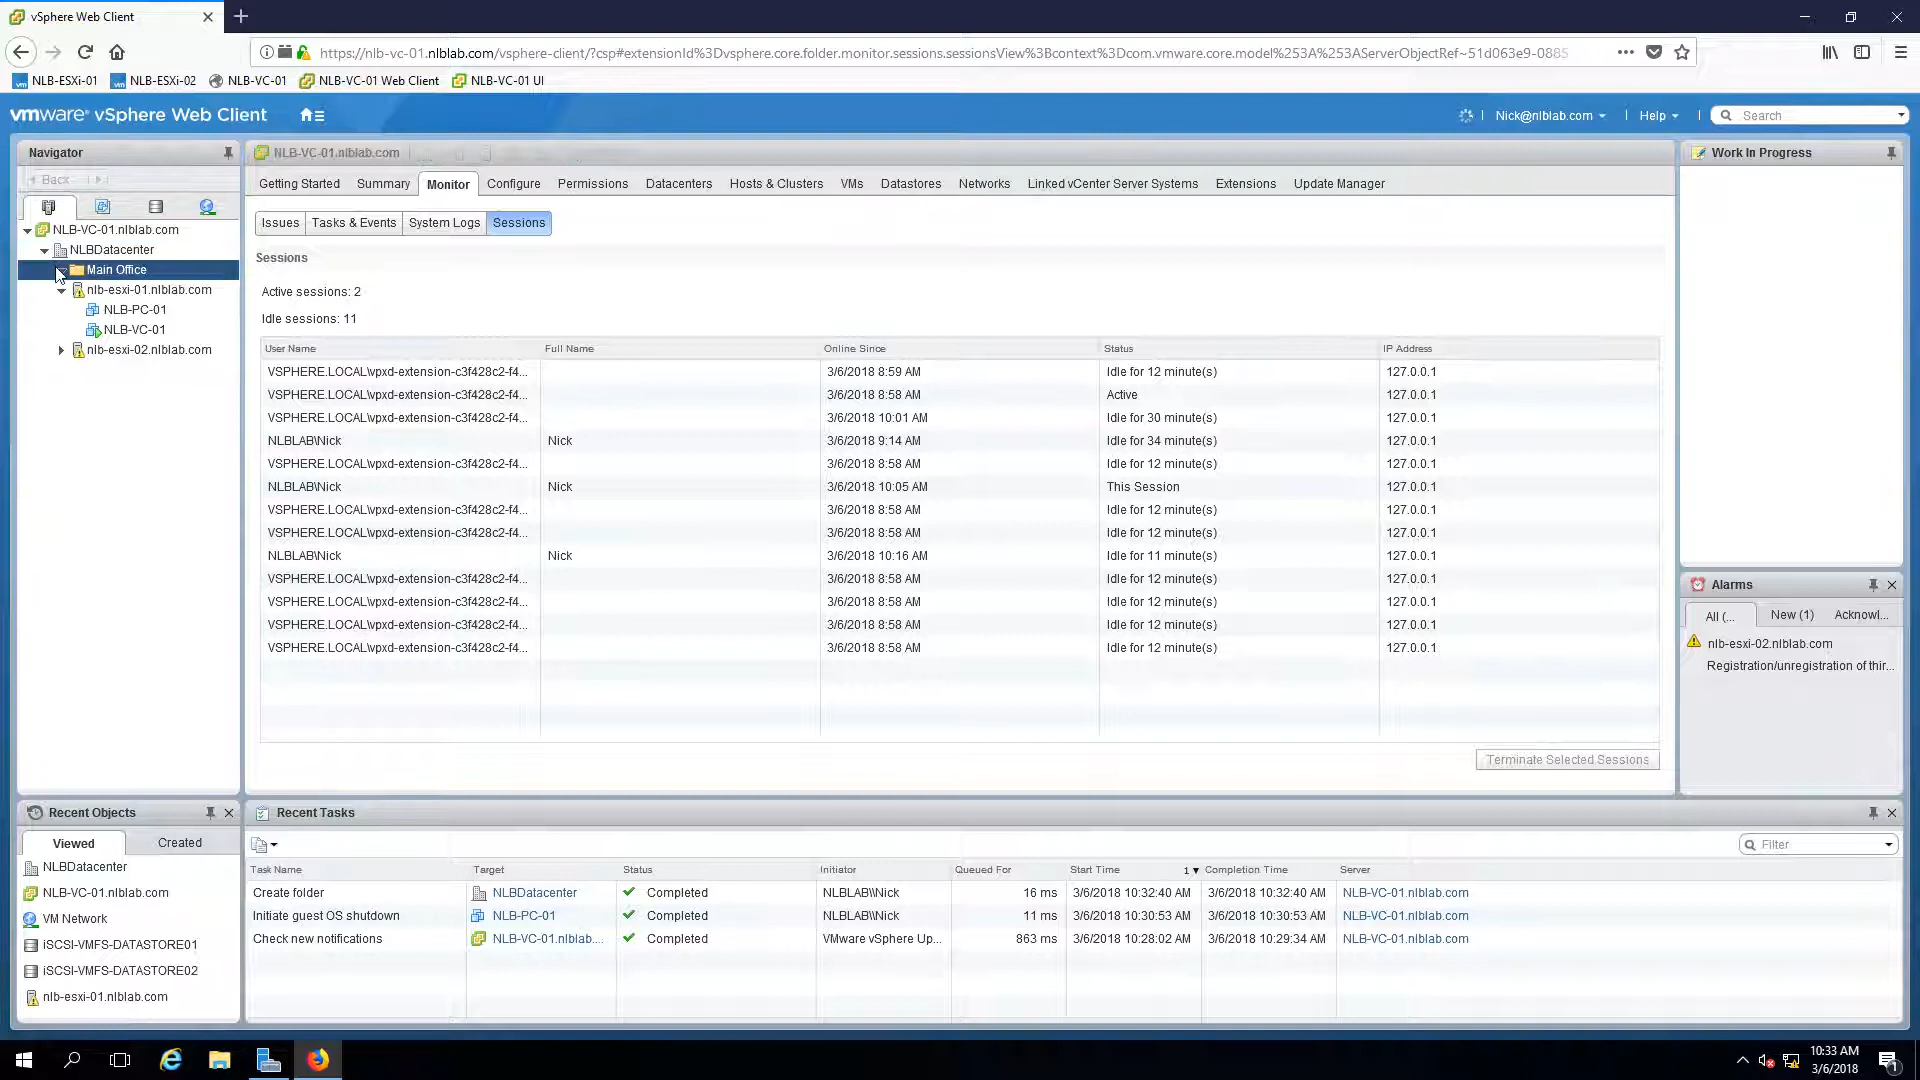 vSphere Web Client
https://nlb-vc-01.nlblab.com/vsphere-client/?csp#extensionId%3Dvsphere.core.folder.monitor.sessions.sessionsView%3Bcontext%3Dcom.vmware.core.model%253A%253AServerObjectRef~51d063e9-0885
NLB-ESXi-01 NLB-ESXi-02 NLB-VC-01 NLB-VC-01 Web Client NLB-VC-01 UI
vmware® vSphere Web Client Nick@nlblab.com Help Search
Navigator
Back
NLB-VC-01.nlblab.com
NLBDatacenter
Main Office
nlb-esxi-01.nlblab.com
NLB-PC-01
NLB-VC-01
nlb-esxi-02.nlblab.com
NLB-VC-01.nlblab.com
Getting Started Summary Monitor Configure Permissions Datacenters Hosts & Clusters VMs Datastores Networks Linked vCenter Server Systems Extensions Update Manager
Issues Tasks & Events System Logs Sessions
Sessions
Active sessions: 2
Idle sessions: 11
User Name Full Name Online Since Status IP Address
VSPHERE.LOCAL\vpxd-extension-c3f428c2-f4... 3/6/2018 8:59 AM Idle for 12 minute(s) 127.0.0.1
VSPHERE.LOCAL\vpxd-extension-c3f428c2-f4... 3/6/2018 8:58 AM Active 127.0.0.1
VSPHERE.LOCAL\vpxd-extension-c3f428c2-f4... 3/6/2018 10:01 AM Idle for 30 minute(s) 127.0.0.1
NLBLAB\Nick Nick 3/6/2018 9:14 AM Idle for 34 minute(s) 127.0.0.1
VSPHERE.LOCAL\vpxd-extension-c3f428c2-f4... 3/6/2018 8:58 AM Idle for 12 minute(s) 127.0.0.1
NLBLAB\Nick Nick 3/6/2018 10:05 AM This Session 127.0.0.1
VSPHERE.LOCAL\vpxd-extension-c3f428c2-f4... 3/6/2018 8:58 AM Idle for 12 minute(s) 127.0.0.1
VSPHERE.LOCAL\vpxd-extension-c3f428c2-f4... 3/6/2018 8:58 AM Idle for 12 minute(s) 127.0.0.1
NLBLAB\Nick Nick 3/6/2018 10:16 AM Idle for 11 minute(s) 127.0.0.1
VSPHERE.LOCAL\vpxd-extension-c3f428c2-f4... 3/6/2018 8:58 AM Idle for 12 minute(s) 127.0.0.1
VSPHERE.LOCAL\vpxd-extension-c3f428c2-f4... 3/6/2018 8:58 AM Idle for 12 minute(s) 127.0.0.1
VSPHERE.LOCAL\vpxd-extension-c3f428c2-f4... 3/6/2018 8:58 AM Idle for 12 minute(s) 127.0.0.1
VSPHERE.LOCAL\vpxd-extension-c3f428c2-f4... 3/6/2018 8:58 AM Idle for 12 minute(s) 127.0.0.1
Terminate Selected Sessions
Work In Progress
Alarms
All (... New (1) Acknowl...
nlb-esxi-02.nlblab.com
Registration/unregistration of thir...
Recent Objects
Viewed Created
NLBDatacenter
NLB-VC-01.nlblab.com
VM Network
iSCSI-VMFS-DATASTORE01
iSCSI-VMFS-DATASTORE02
nlb-esxi-01.nlblab.com
Recent Tasks
Filter
Task Name Target Status Initiator Queued For Start Time 1 Completion Time Server
Create folder NLBDatacenter Completed NLBLAB\\Nick 16 ms 3/6/2018 10:32:40 AM 3/6/2018 10:32:40 AM NLB-VC-01.nlblab.com
Initiate guest OS shutdown NLB-PC-01 Completed NLBLAB\\Nick 11 ms 3/6/2018 10:30:53 AM 3/6/2018 10:30:53 AM NLB-VC-01.nlblab.com
Check new notifications NLB-VC-01.nlblab.... Completed VMware vSphere Up... 863 ms 3/6/2018 10:28:02 AM 3/6/2018 10:29:34 AM NLB-VC-01.nlblab.com
10:33 AM
3/6/2018
1